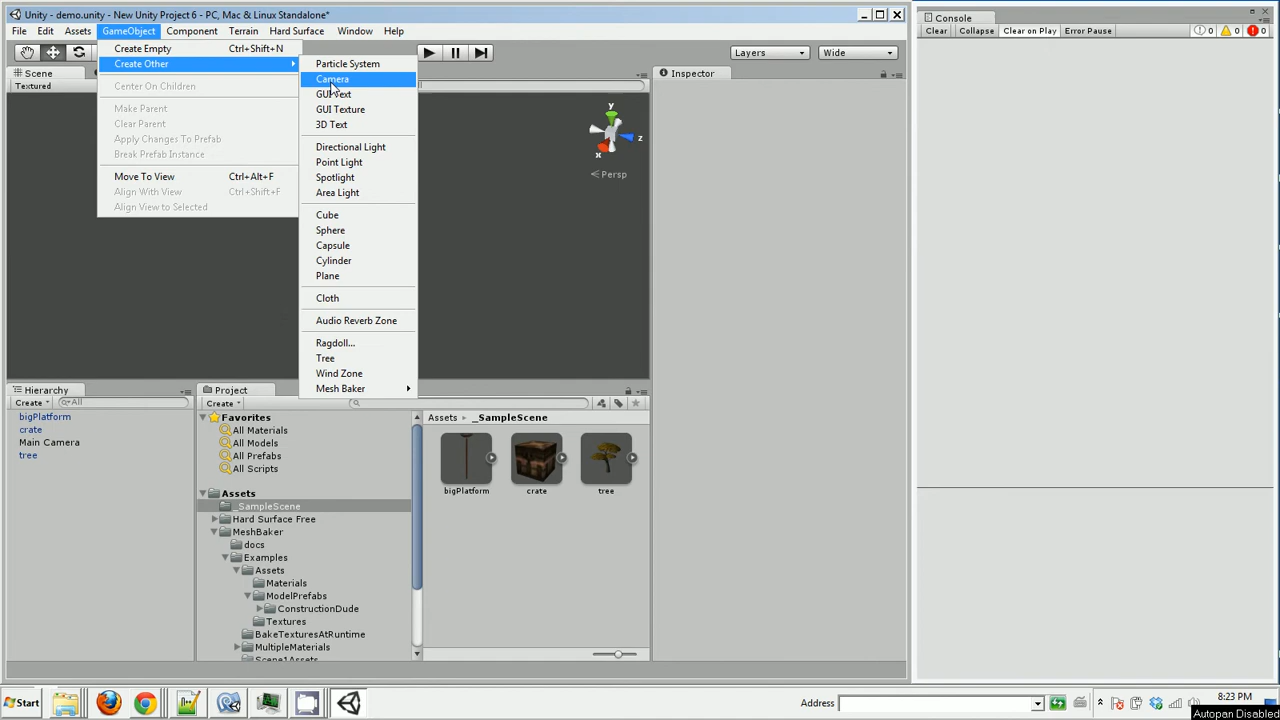 Unity - demo.unity - New Unity Project 6 - PC, Mac & Linux Standalone*
File Edit Assets GameObject Component Terrain Hard Surface Window Help
Create Empty Ctrl+Shift+N
Create Other
Center On Children
Make Parent
Clear Parent
Apply Changes To Prefab
Break Prefab Instance
Move To View Ctrl+Alt+F
Align With View Ctrl+Shift+F
Align View to Selected
Particle System
Camera
GUI Text
GUI Texture
3D Text
Directional Light
Point Light
Spotlight
Area Light
Cube
Sphere
Capsule
Cylinder
Plane
Cloth
Audio Reverb Zone
Ragdoll...
Tree
Wind Zone
Mesh Baker
Layers Wide
Scene
Textured
y
z
x
Persp
Inspector
Console
Clear Collapse Clear on Play Error Pause 0 0 0
Hierarchy
Create All
bigPlatform
crate
Main Camera
tree
Project
Create
Favorites
All Materials
All Models
All Prefabs
All Scripts
Assets
_SampleScene
Hard Surface Free
MeshBaker
docs
Examples
Assets
Materials
ModelPrefabs
ConstructionDude
Textures
BakeTexturesAtRuntime
MultipleMaterials
Scene1Assets
Assets _SampleScene
bigPlatform crate tree
Start
Address
8:23 PM
Autopan Disabled